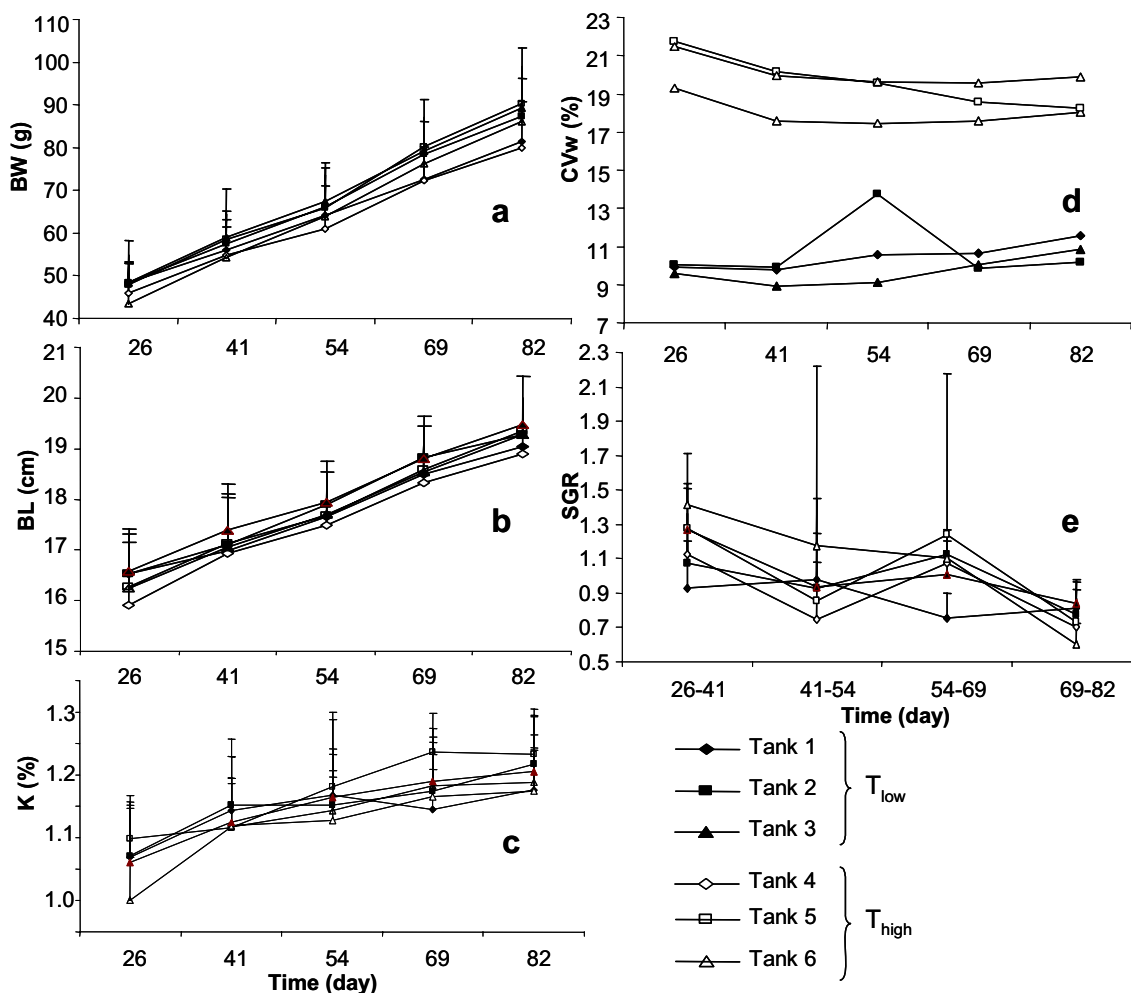 110
100
90
80
70
60
50
40
BW (g)
a
26 41 54 69 82
21
20
19
18
17
16
15
BL (cm)
b
26 41 54 69 82
1.3
1.2
1.1
1.0
K (%)
c
26 41 54 69 82
Time (day)
23
21
19
17
15
13
11
9
7
CVw (%)
d
26 41 54 69 82
2.3
2.1
1.9
1.7
1.5
1.3
1.1
0.9
0.7
0.5
SGR
e
26-41 41-54 54-69 69-82
Time (day)
Tank 1
Tank 2
Tank 3
Tlow
Tank 4
Tank 5
Tank 6
Thigh